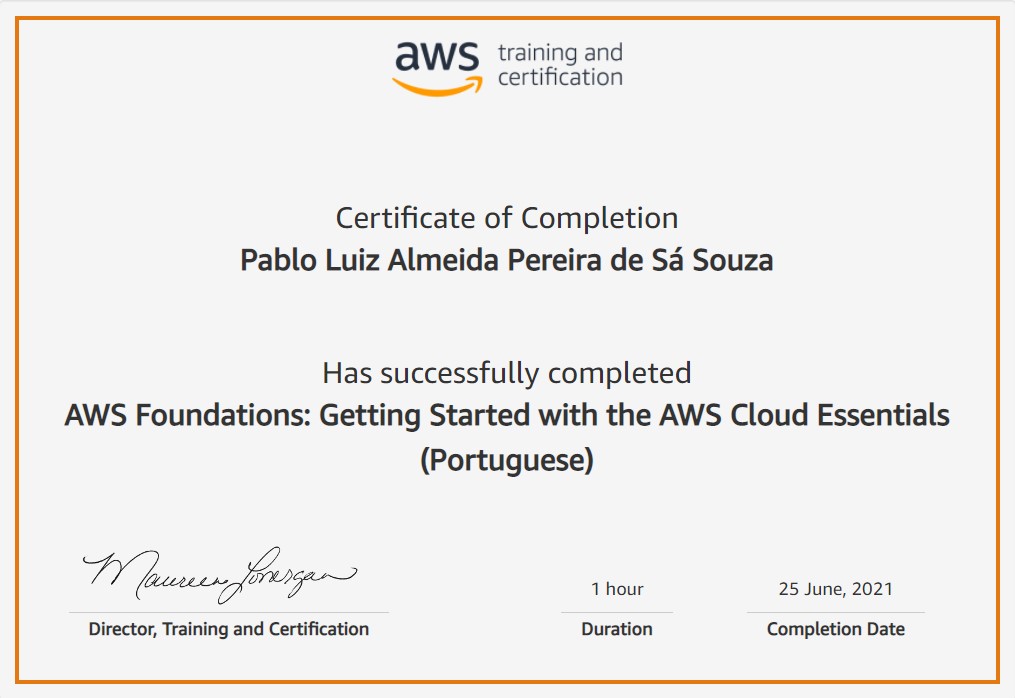 aws training and
certification
Certificate of Completion
Pablo Luiz Almeida Pereira de Sá Souza
Has successfully completed
AWS Foundations: Getting Started with the AWS Cloud Essentials
(Portuguese)
Maureen Lonergan
1 hour
25 June, 2021
Director, Training and Certification
Duration
Completion Date